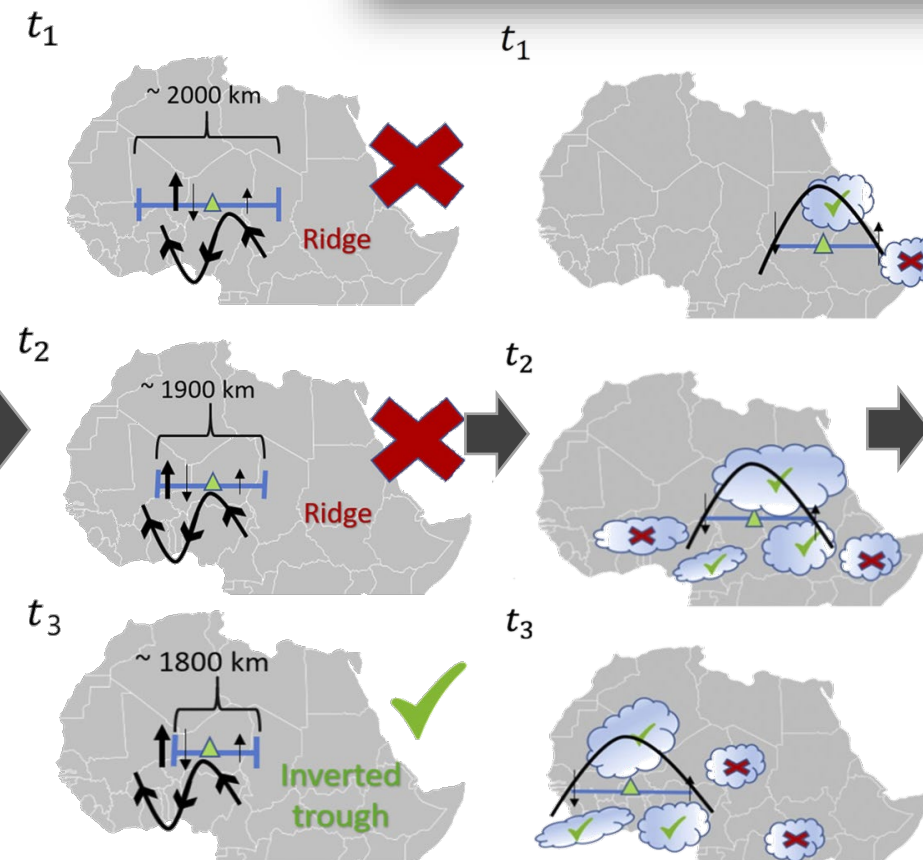 t₁
~ 2000 km
Ridge
t₂
~ 1900 km
Ridge
t₃
~ 1800 km
Inverted
trough
t₁
t₂
t₃